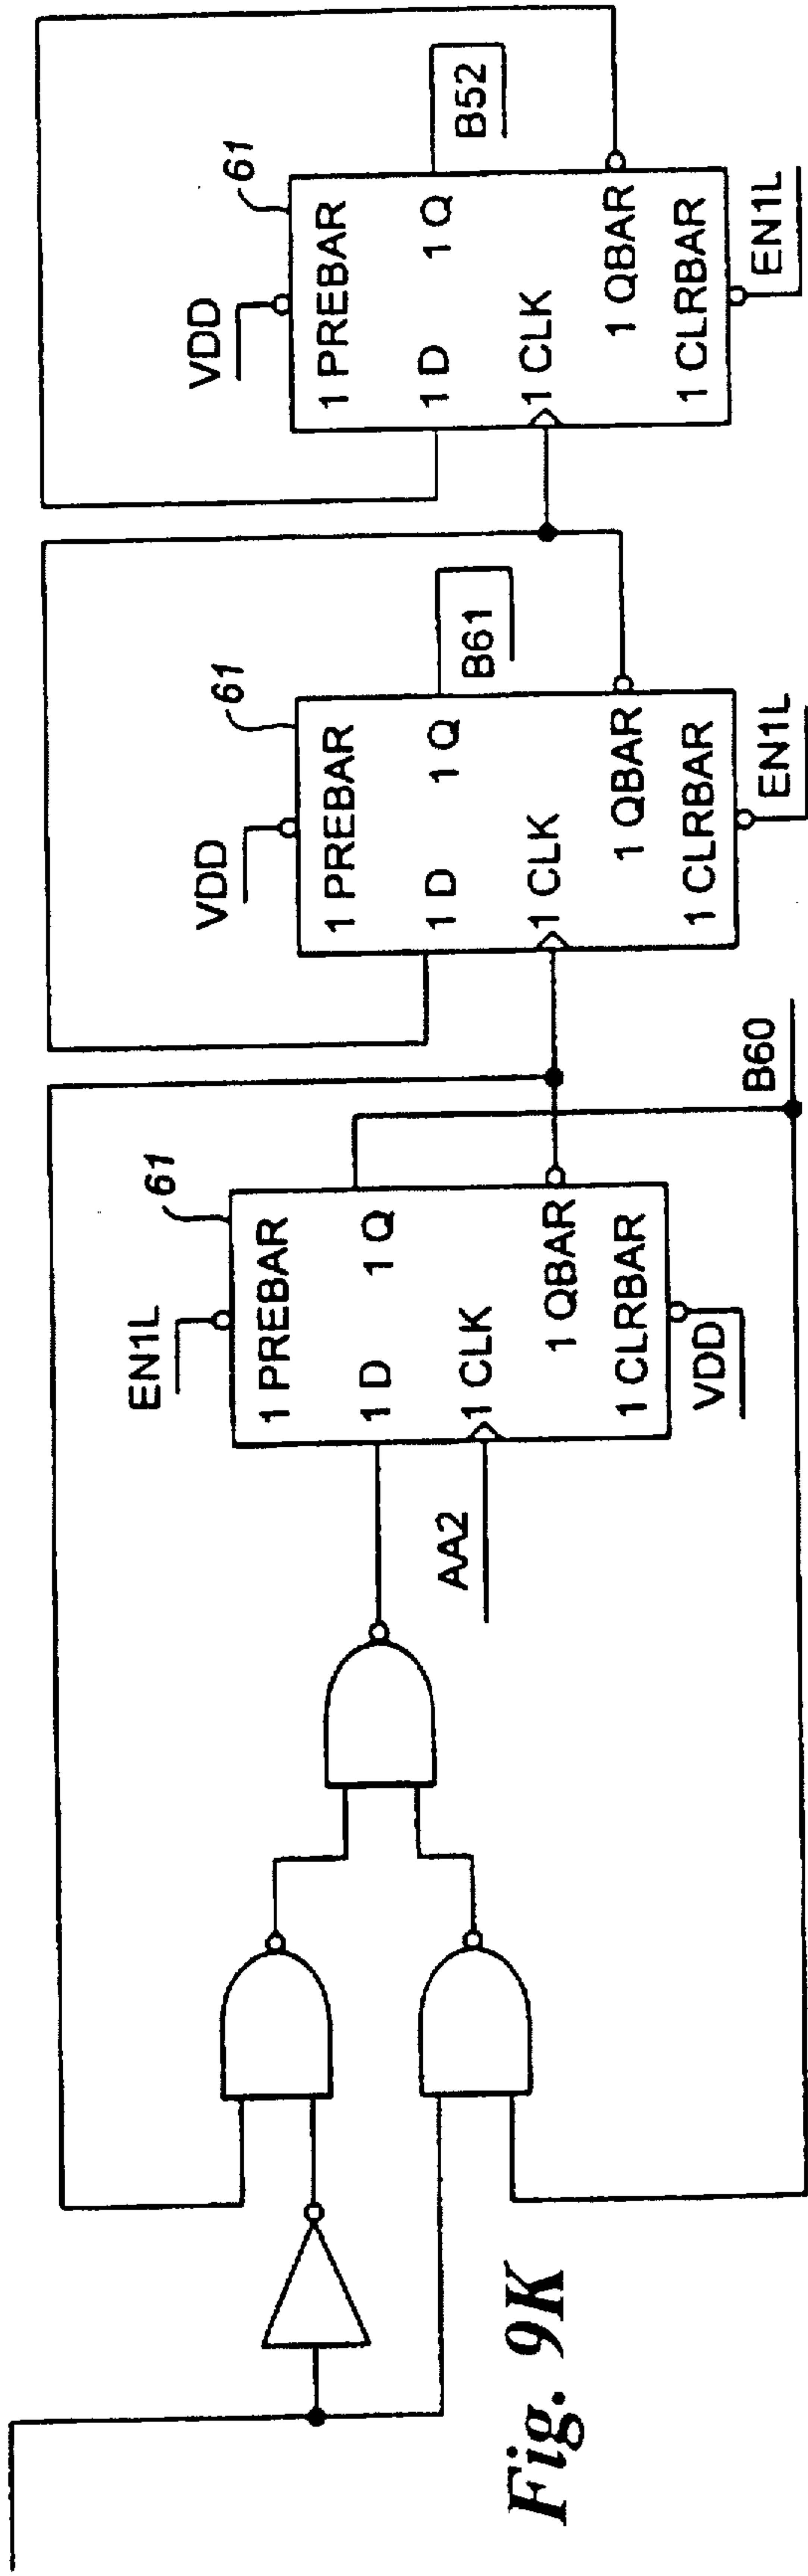 EN1L
61
1 PREBAR
1 D
1 Q
AA2
1 CLK
1 QBAR
1 CLRBAR
VDD
B60
VDD
61
1 PREBAR
1 D
1 Q
B61
1 CLK
1 QBAR
1 CLRBAR
EN1L
VDD
61
1 PREBAR
1 D
1 Q
B52
1 CLK
1 QBAR
1 CLRBAR
EN1L
Fig. 9K